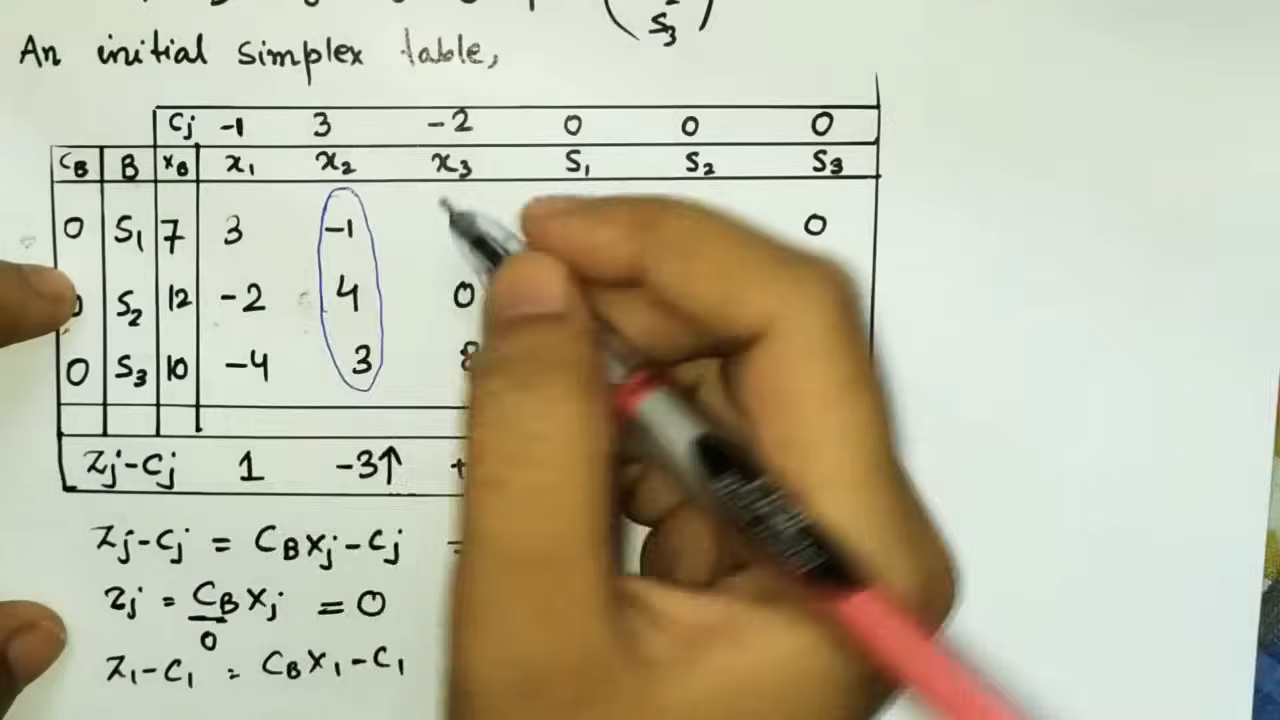 S3
An initial simplex table,
Cj -1 3 -2 0 0 0
CB B XB x1 x2 x3 S1 S2 S3
0 S1 7 3 -1 0
S2 12 -2 4 0
0 S3 10 -4 3 8
Zj-Cj 1 -3↑ +
Zj-Cj = CBXj-Cj =
Zj = CBXj = 0
0
Z1-C1 = CBX1-C1